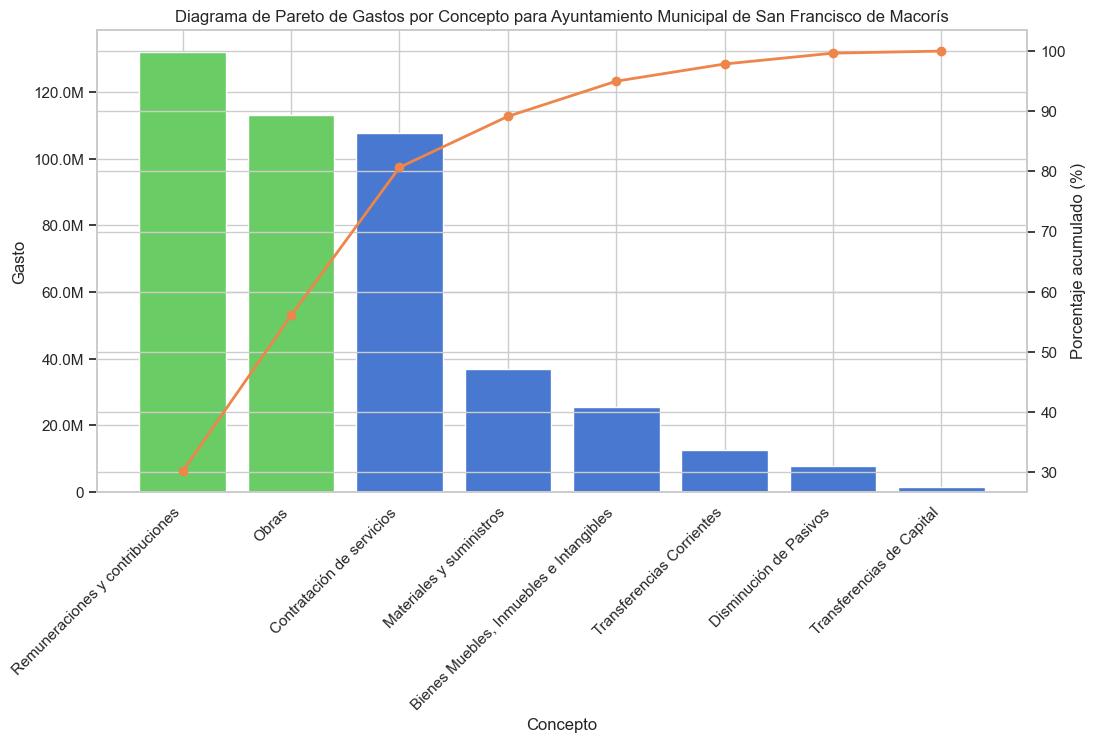 Diagrama de Pareto de Gastos por Concepto para Ayuntamiento Municipal de San Francisco de Macorís
Gasto
120.0M
100.0M
80.0M
60.0M
40.0M
20.0M
0
100
90
80
70
60
50
40
30
Porcentaje acumulado (%)
Remuneraciones y contribuciones
Obras
Contratación de servicios
Materiales y suministros
Bienes Muebles, Inmuebles e Intangibles
Transferencias Corrientes
Disminución de Pasivos
Transferencias de Capital
Concepto